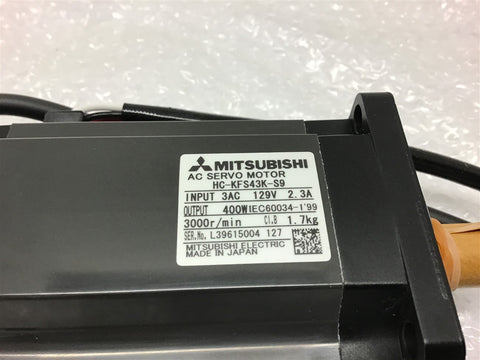 MITSUBISHI
AC SERVO MOTOR
HC-KFS43K-S9
INPUT 3AC 129V 2.3A
OUTPUT 400W IEC60034-1'99
3000r/min Cl.B 1.7kg
SER.No. L39615004 127
MITSUBISHI ELECTRIC
MADE IN JAPAN